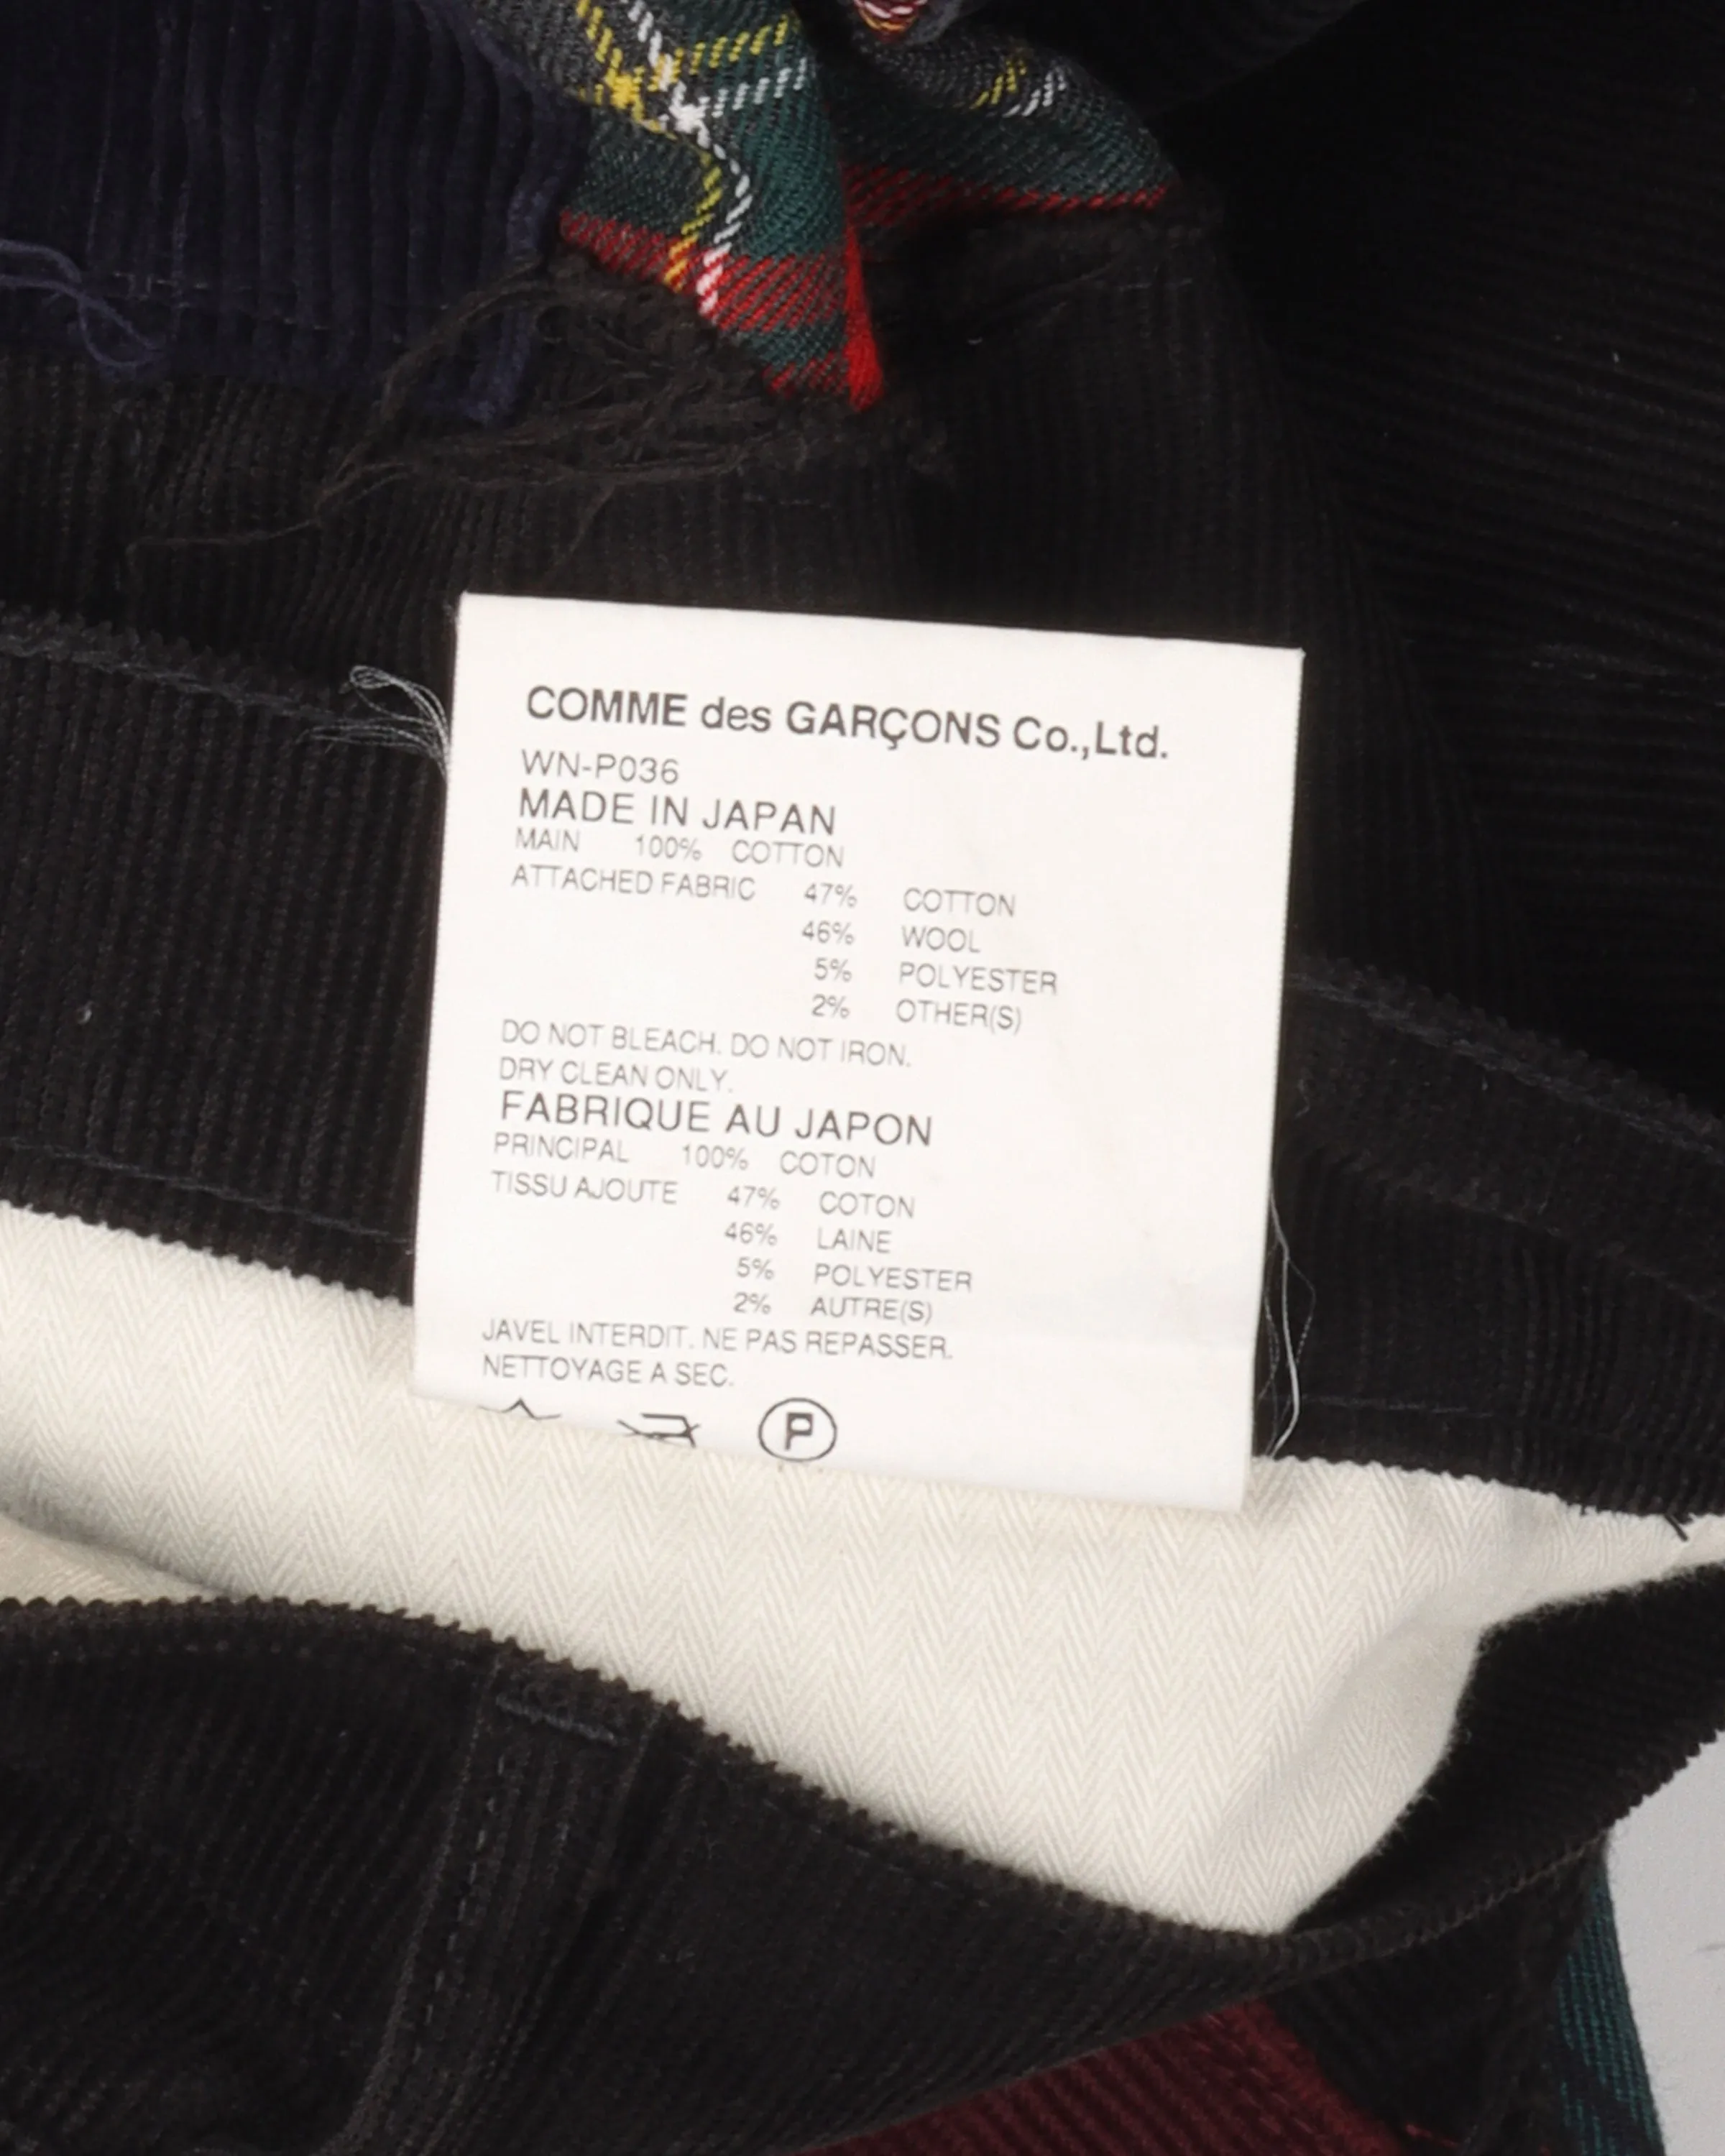 COMME des GARÇONS Co.,Ltd.
WN-P036
MADE IN JAPAN
MAIN 100% COTTON
ATTACHED FABRIC 47% COTTON
46% WOOL
5% POLYESTER
2% OTHER(S)
DO NOT BLEACH. DO NOT IRON.
DRY CLEAN ONLY.
FABRIQUE AU JAPON
PRINCIPAL 100% COTON
TISSU AJOUTE 47% COTON
46% LAINE
5% POLYESTER
2% AUTRE(S)
JAVEL INTERDIT. NE PAS REPASSER.
NETTOYAGE A SEC.
P